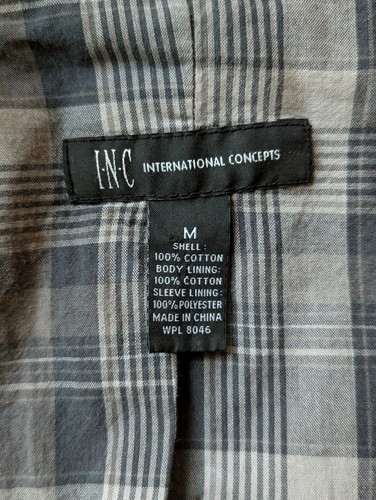 I·N·C INTERNATIONAL CONCEPTS
M
SHELL:
100% COTTON
BODY LINING:
100% COTTON
SLEEVE LINING:
100% POLYESTER
MADE IN CHINA
WPL 8046